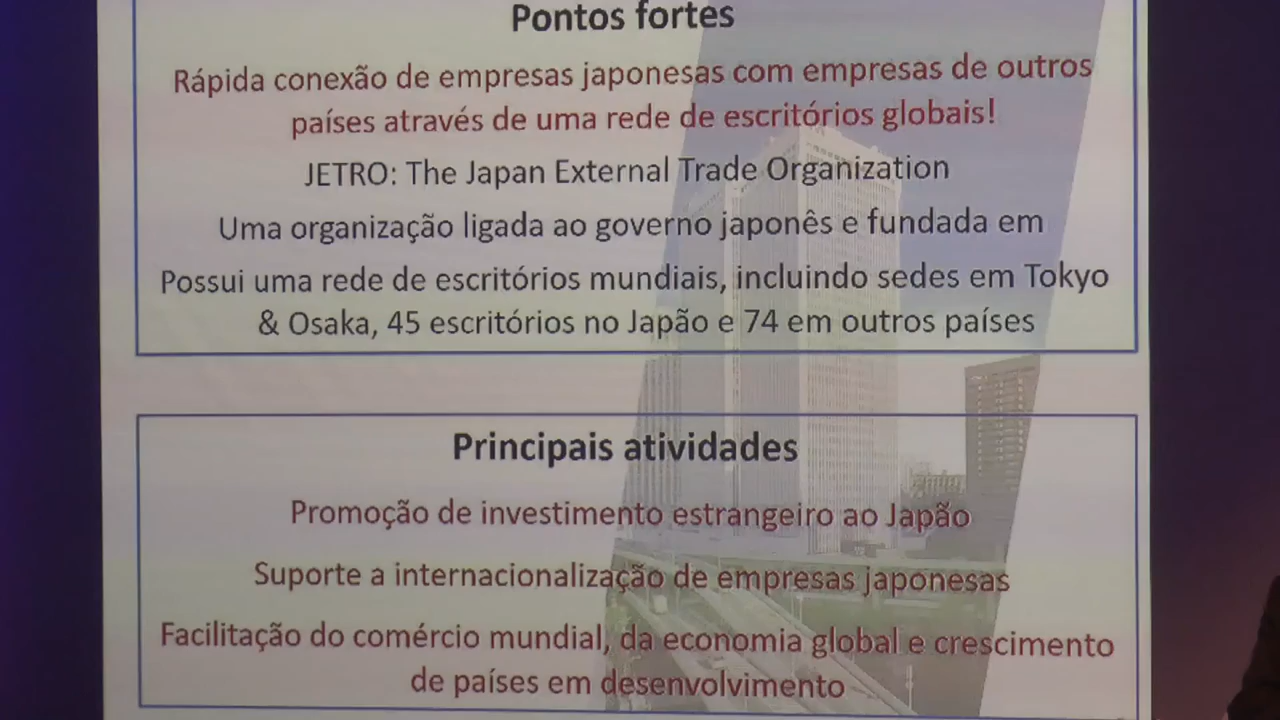 Pontos fortes
Rápida conexão de empresas japonesas com empresas de outros
países através de uma rede de escritórios globais!
JETRO: The Japan External Trade Organization
Uma organização ligada ao governo japonês e fundada em
Possui uma rede de escritórios mundiais, incluindo sedes em Tokyo
& Osaka, 45 escritórios no Japão e 74 em outros países
Principais atividades
Promoção de investimento estrangeiro ao Japão
Suporte a internacionalização de empresas japonesas
Facilitação do comércio mundial, da economia global e crescimento
de países em desenvolvimento